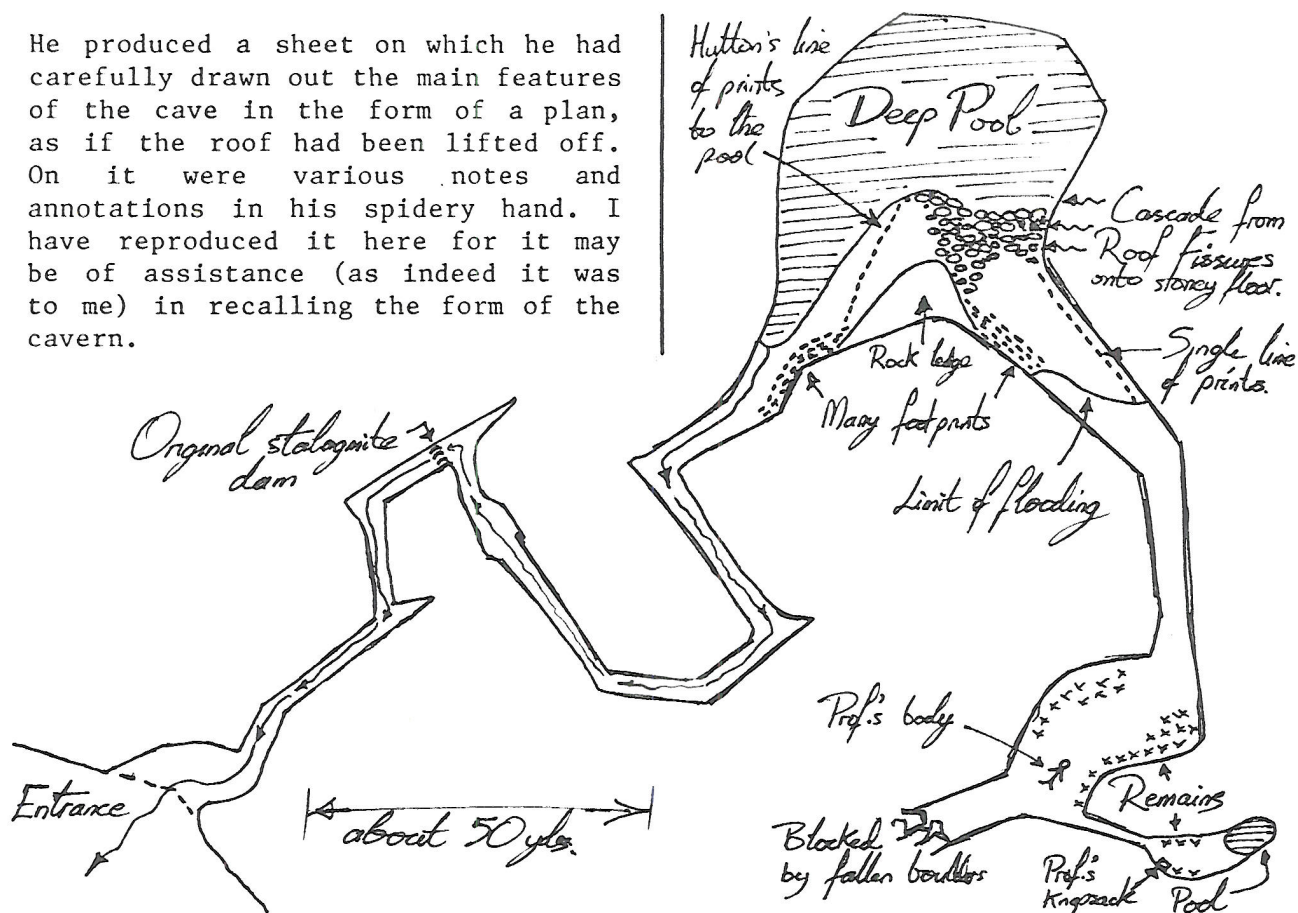 He produced a sheet on which he had
carefully drawn out the main features
of the cave in the form of a plan,
as if the roof had been lifted off.
On it were various notes and
annotations in his spidery hand. I
have reproduced it here for it may
be of assistance (as indeed it was
to me) in recalling the form of the
cavern.
Hutton's line
of prints
to the
pool
Deep Pool
Cascade from
Roof fissures
onto stoney floor.
Single line
of prints.
Rock ledge
Many footprints
Limit of flooding
Original stalagmite
dam
Prof.'s body
Entrance
about 50 yds.
Remains
Blocked
by fallen boulders
Prof.'s
Knapsack
Pool